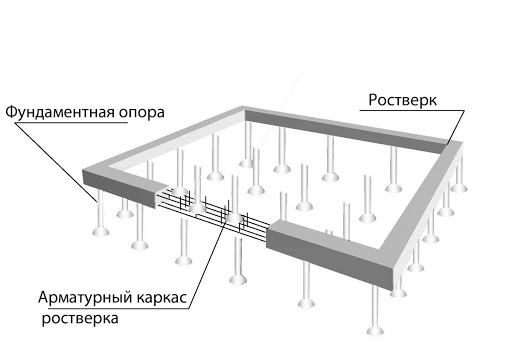 Ростверк
Фундаментная опора
Арматурный каркас
ростверка